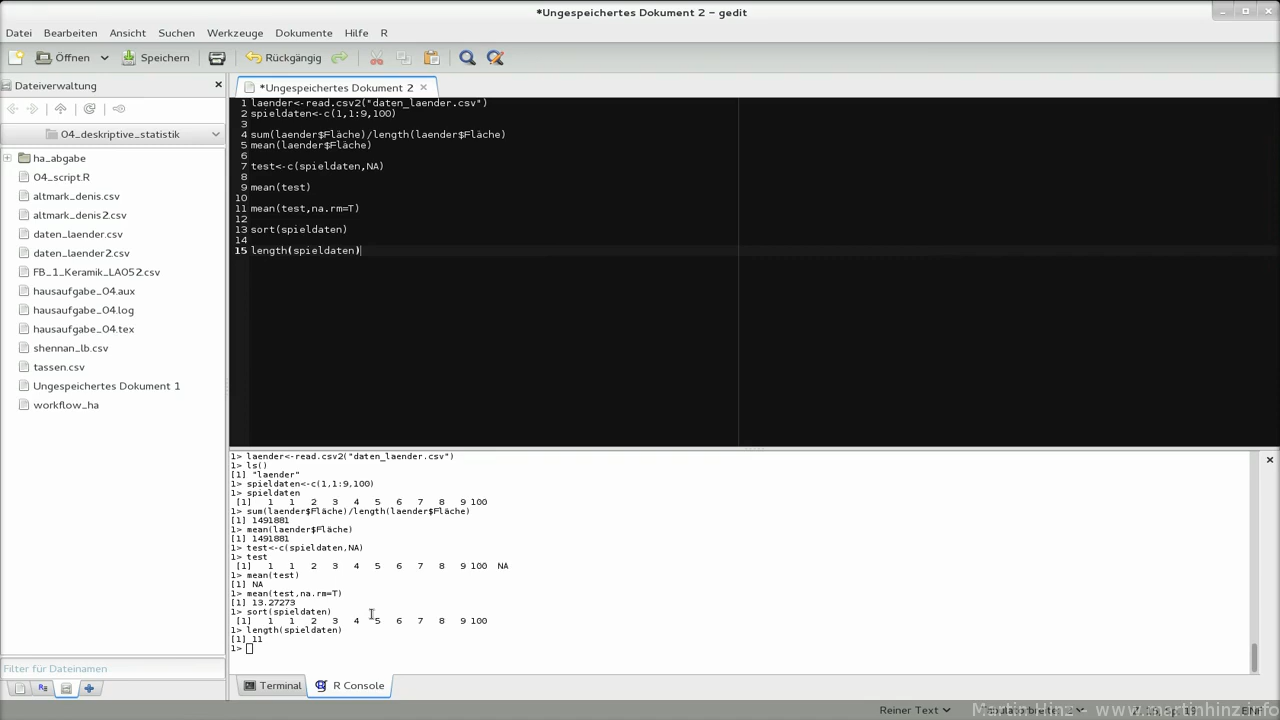 *Ungespeichertes Dokument 2 – gedit
Datei Bearbeiten Ansicht Suchen Werkzeuge Dokumente Hilfe R
Öffnen Speichern Rückgängig
Dateiverwaltung
*Ungespeichertes Dokument 2
04_deskriptive_statistik
ha_abgabe
04_script.R
altmark_denis.csv
altmark_denis2.csv
daten_laender.csv
daten_laender2.csv
FB_1_Keramik_LA052.csv
hausaufgabe_04.aux
hausaufgabe_04.log
hausaufgabe_04.tex
shennan_lb.csv
tassen.csv
Ungespeichertes Dokument 1
workflow_ha
Filter für Dateinamen
1 laender<-read.csv2("daten_laender.csv")
2 spieldaten<-c(1,1:9,100)
3
4 sum(laender$Fläche)/length(laender$Fläche)
5 mean(laender$Fläche)
6
7 test<-c(spieldaten,NA)
8
9 mean(test)
10
11 mean(test,na.rm=T)
12
13 sort(spieldaten)
14
15 length(spieldaten)
1> laender<-read.csv2("daten_laender.csv")
1> ls()
[1] "laender"
1> spieldaten<-c(1,1:9,100)
1> spieldaten
[1] 1 1 2 3 4 5 6 7 8 9 100
1> sum(laender$Fläche)/length(laender$Fläche)
[1] 1491881
1> mean(laender$Fläche)
[1] 1491881
1> test<-c(spieldaten,NA)
1> test
[1] 1 1 2 3 4 5 6 7 8 9 100 NA
1> mean(test)
[1] NA
1> mean(test,na.rm=T)
[1] 13.27273
1> sort(spieldaten)
[1] 1 1 2 3 4 5 6 7 8 9 100
1> length(spieldaten)
[1] 11
1>
Terminal R Console
Reiner Text
Martin Hinz - www.martinhinz.info